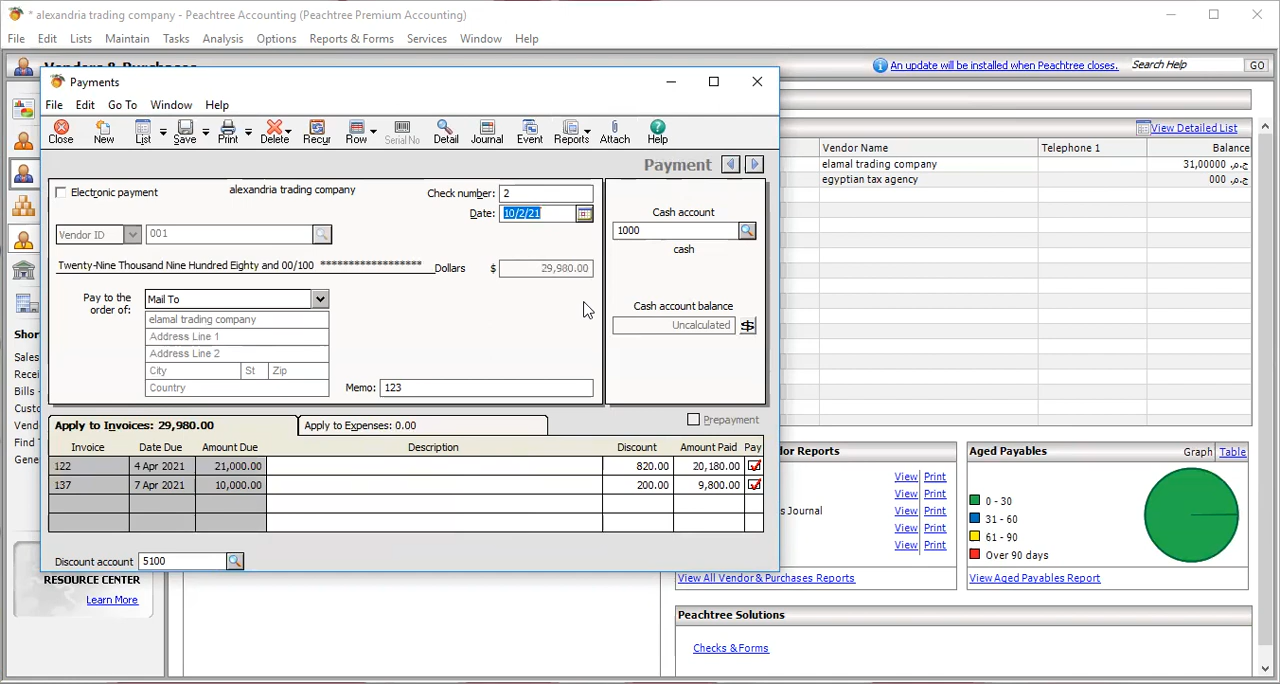 * alexandria trading company - Peachtree Accounting (Peachtree Premium Accounting)
File Edit Lists Maintain Tasks Analysis Options Reports & Forms Services Window Help
An update will be installed when Peachtree closes. Search Help GO
Payments
File Edit Go To Window Help
Close New List Save Print Delete Recur Row Serial No Detail Journal Event Reports Attach Help
View Detailed List
Payment
Vendor Name Telephone 1 Balance
elamal trading company 31,00000 ج.م.
egyptian tax agency 000 ج.م.
Electronic payment
alexandria trading company
Check number: 2
Date: 10/2/21
Cash account
1000
cash
Vendor ID 001
Twenty-Nine Thousand Nine Hundred Eighty and 00/100 ****************** Dollars $ 29,980.00
Pay to the
order of:
Mail To
elamal trading company
Address Line 1
Address Line 2
City St Zip
Country
Memo: 123
Cash account balance
Uncalculated
Shor
Sales
Recei
Bills -
Custo
Vend
Find
Gene
Apply to Invoices: 29,980.00 Apply to Expenses: 0.00 Prepayment
Invoice Date Due Amount Due Description Discount Amount Paid Pay
122 4 Apr 2021 21,000.00 820.00 20,180.00
137 7 Apr 2021 10,000.00 200.00 9,800.00
Discount account 5100
RESOURCE CENTER
Learn More
dor Reports
View Print
View Print
s Journal View Print
View Print
View Print
View All Vendor & Purchases Reports
Aged Payables Graph Table
0 - 30
31 - 60
61 - 90
Over 90 days
View Aged Payables Report
Peachtree Solutions
Checks & Forms